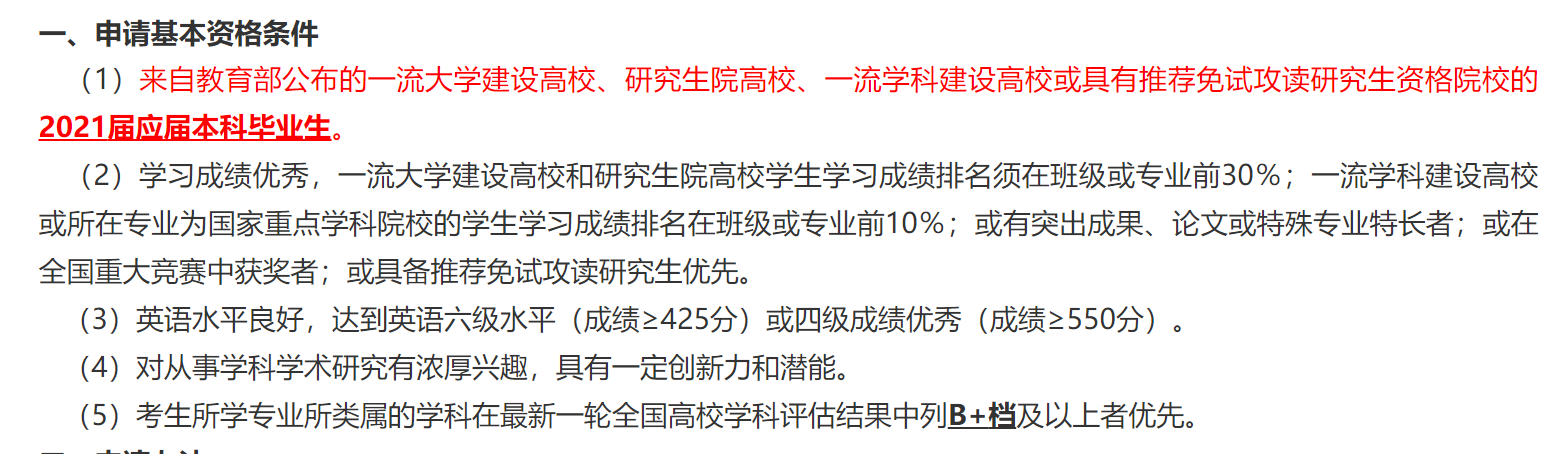 一、申请基本资格条件
（1）来自教育部公布的一流大学建设高校、研究生院高校、一流学科建设高校或具有推荐免试攻读研究生资格院校的
2021届应届本科毕业生。
（2）学习成绩优秀，一流大学建设高校和研究生院高校学生学习成绩排名须在班级或专业前30%；一流学科建设高校
或所在专业为国家重点学科院校的学生学习成绩排名在班级或专业前10%；或有突出成果、论文或特殊专业特长者；或在
全国重大竞赛中获奖者；或具备推荐免试攻读研究生优先。
（3）英语水平良好，达到英语六级水平（成绩≥425分）或四级成绩优秀（成绩≥550分）。
（4）对从事学科学术研究有浓厚兴趣，具有一定创新力和潜能。
（5）考生所学专业所类属的学科在最新一轮全国高校学科评估结果中列B+档及以上者优先。